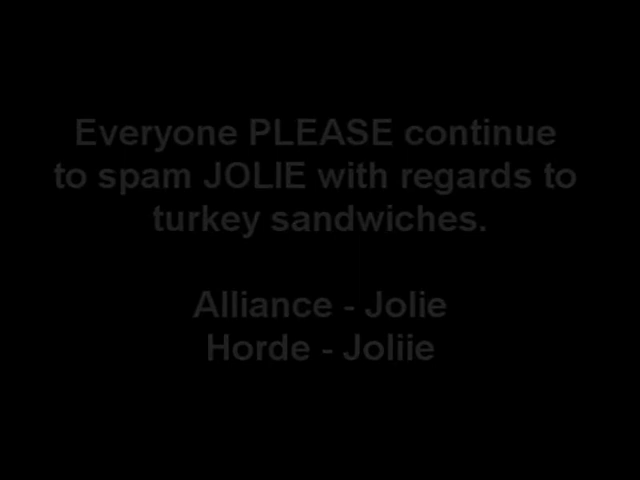 Everyone PLEASE continue
to spam JOLIE with regards to
turkey sandwiches.
Alliance - Jolie
Horde - Joliie